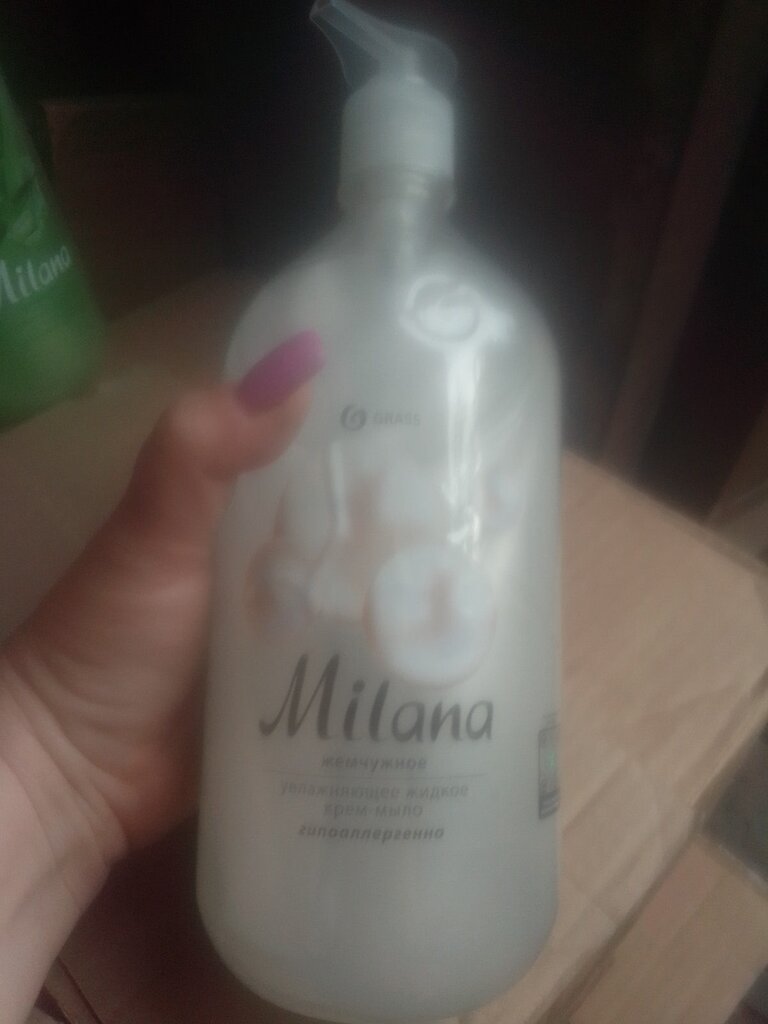 GRASS
Milana
Milana
жемчужное
увлажняющее жидкое
крем-мыло
гипоаллергенно